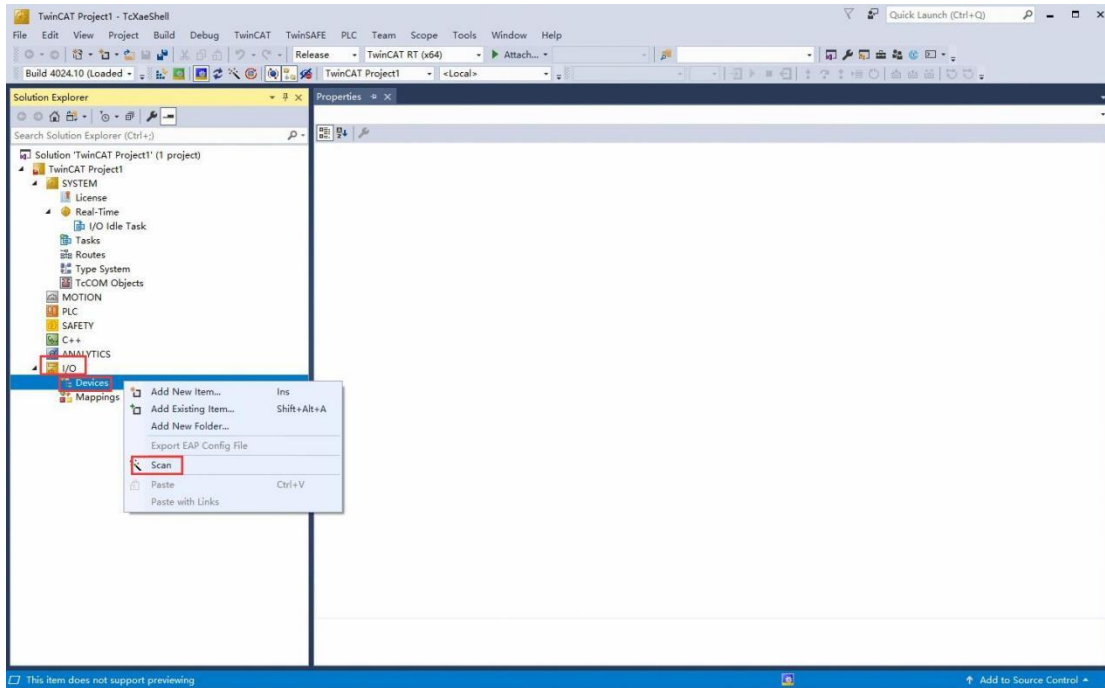 TwinCAT Project1 - TcXaeShell
Quick Launch (Ctrl+Q)
File Edit View Project Build Debug TwinCAT TwinSAFE PLC Team Scope Tools Window Help
Release TwinCAT RT (x64) Attach...
Build 4024.10 (Loaded TwinCAT Project1 <Local>
Solution Explorer
Properties
Search Solution Explorer (Ctrl+;)
Solution 'TwinCAT Project1' (1 project)
TwinCAT Project1
SYSTEM
License
Real-Time
I/O Idle Task
Tasks
Routes
Type System
TcCOM Objects
MOTION
PLC
SAFETY
C++
ANALYTICS
I/O
Devices
Mappings
Add New Item... Ins
Add Existing Item... Shift+Alt+A
Add New Folder...
Export EAP Config File
Scan
Paste Ctrl+V
Paste with Links
This item does not support previewing
Add to Source Control